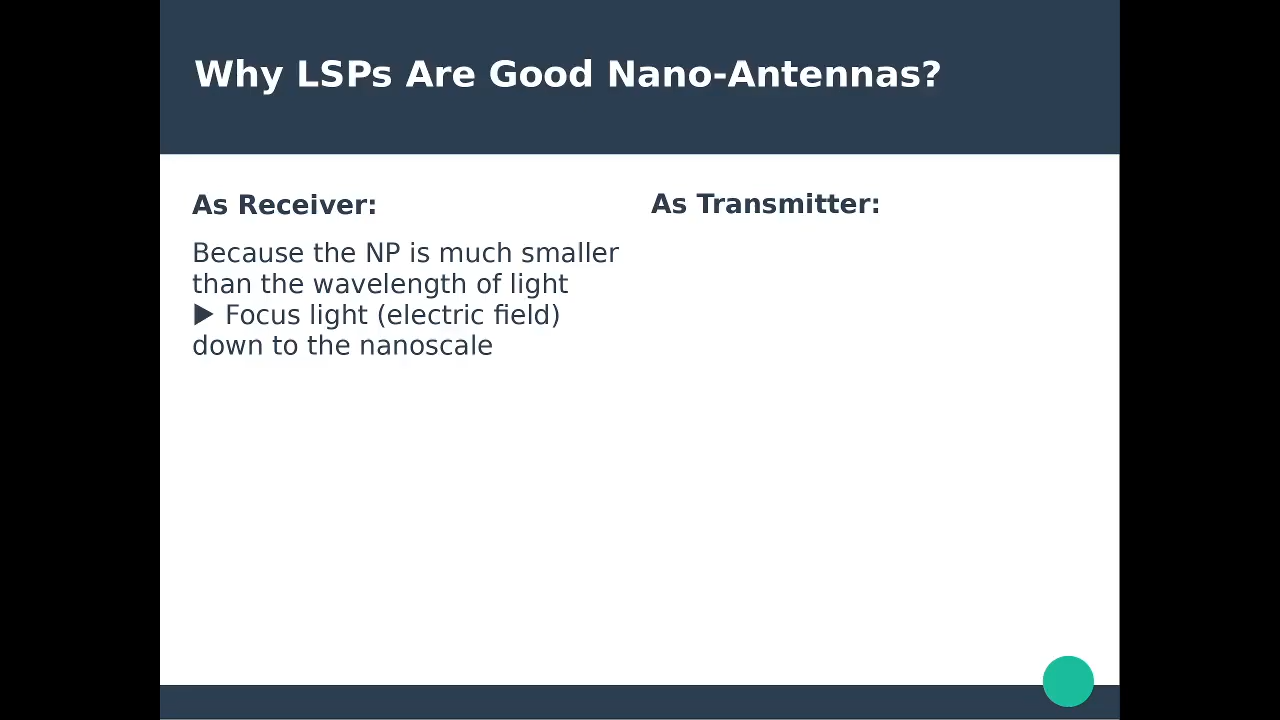 Why LSPs Are Good Nano-Antennas?
As Receiver:
Because the NP is much smaller
than the wavelength of light
▶ Focus light (electric field)
down to the nanoscale
As Transmitter: